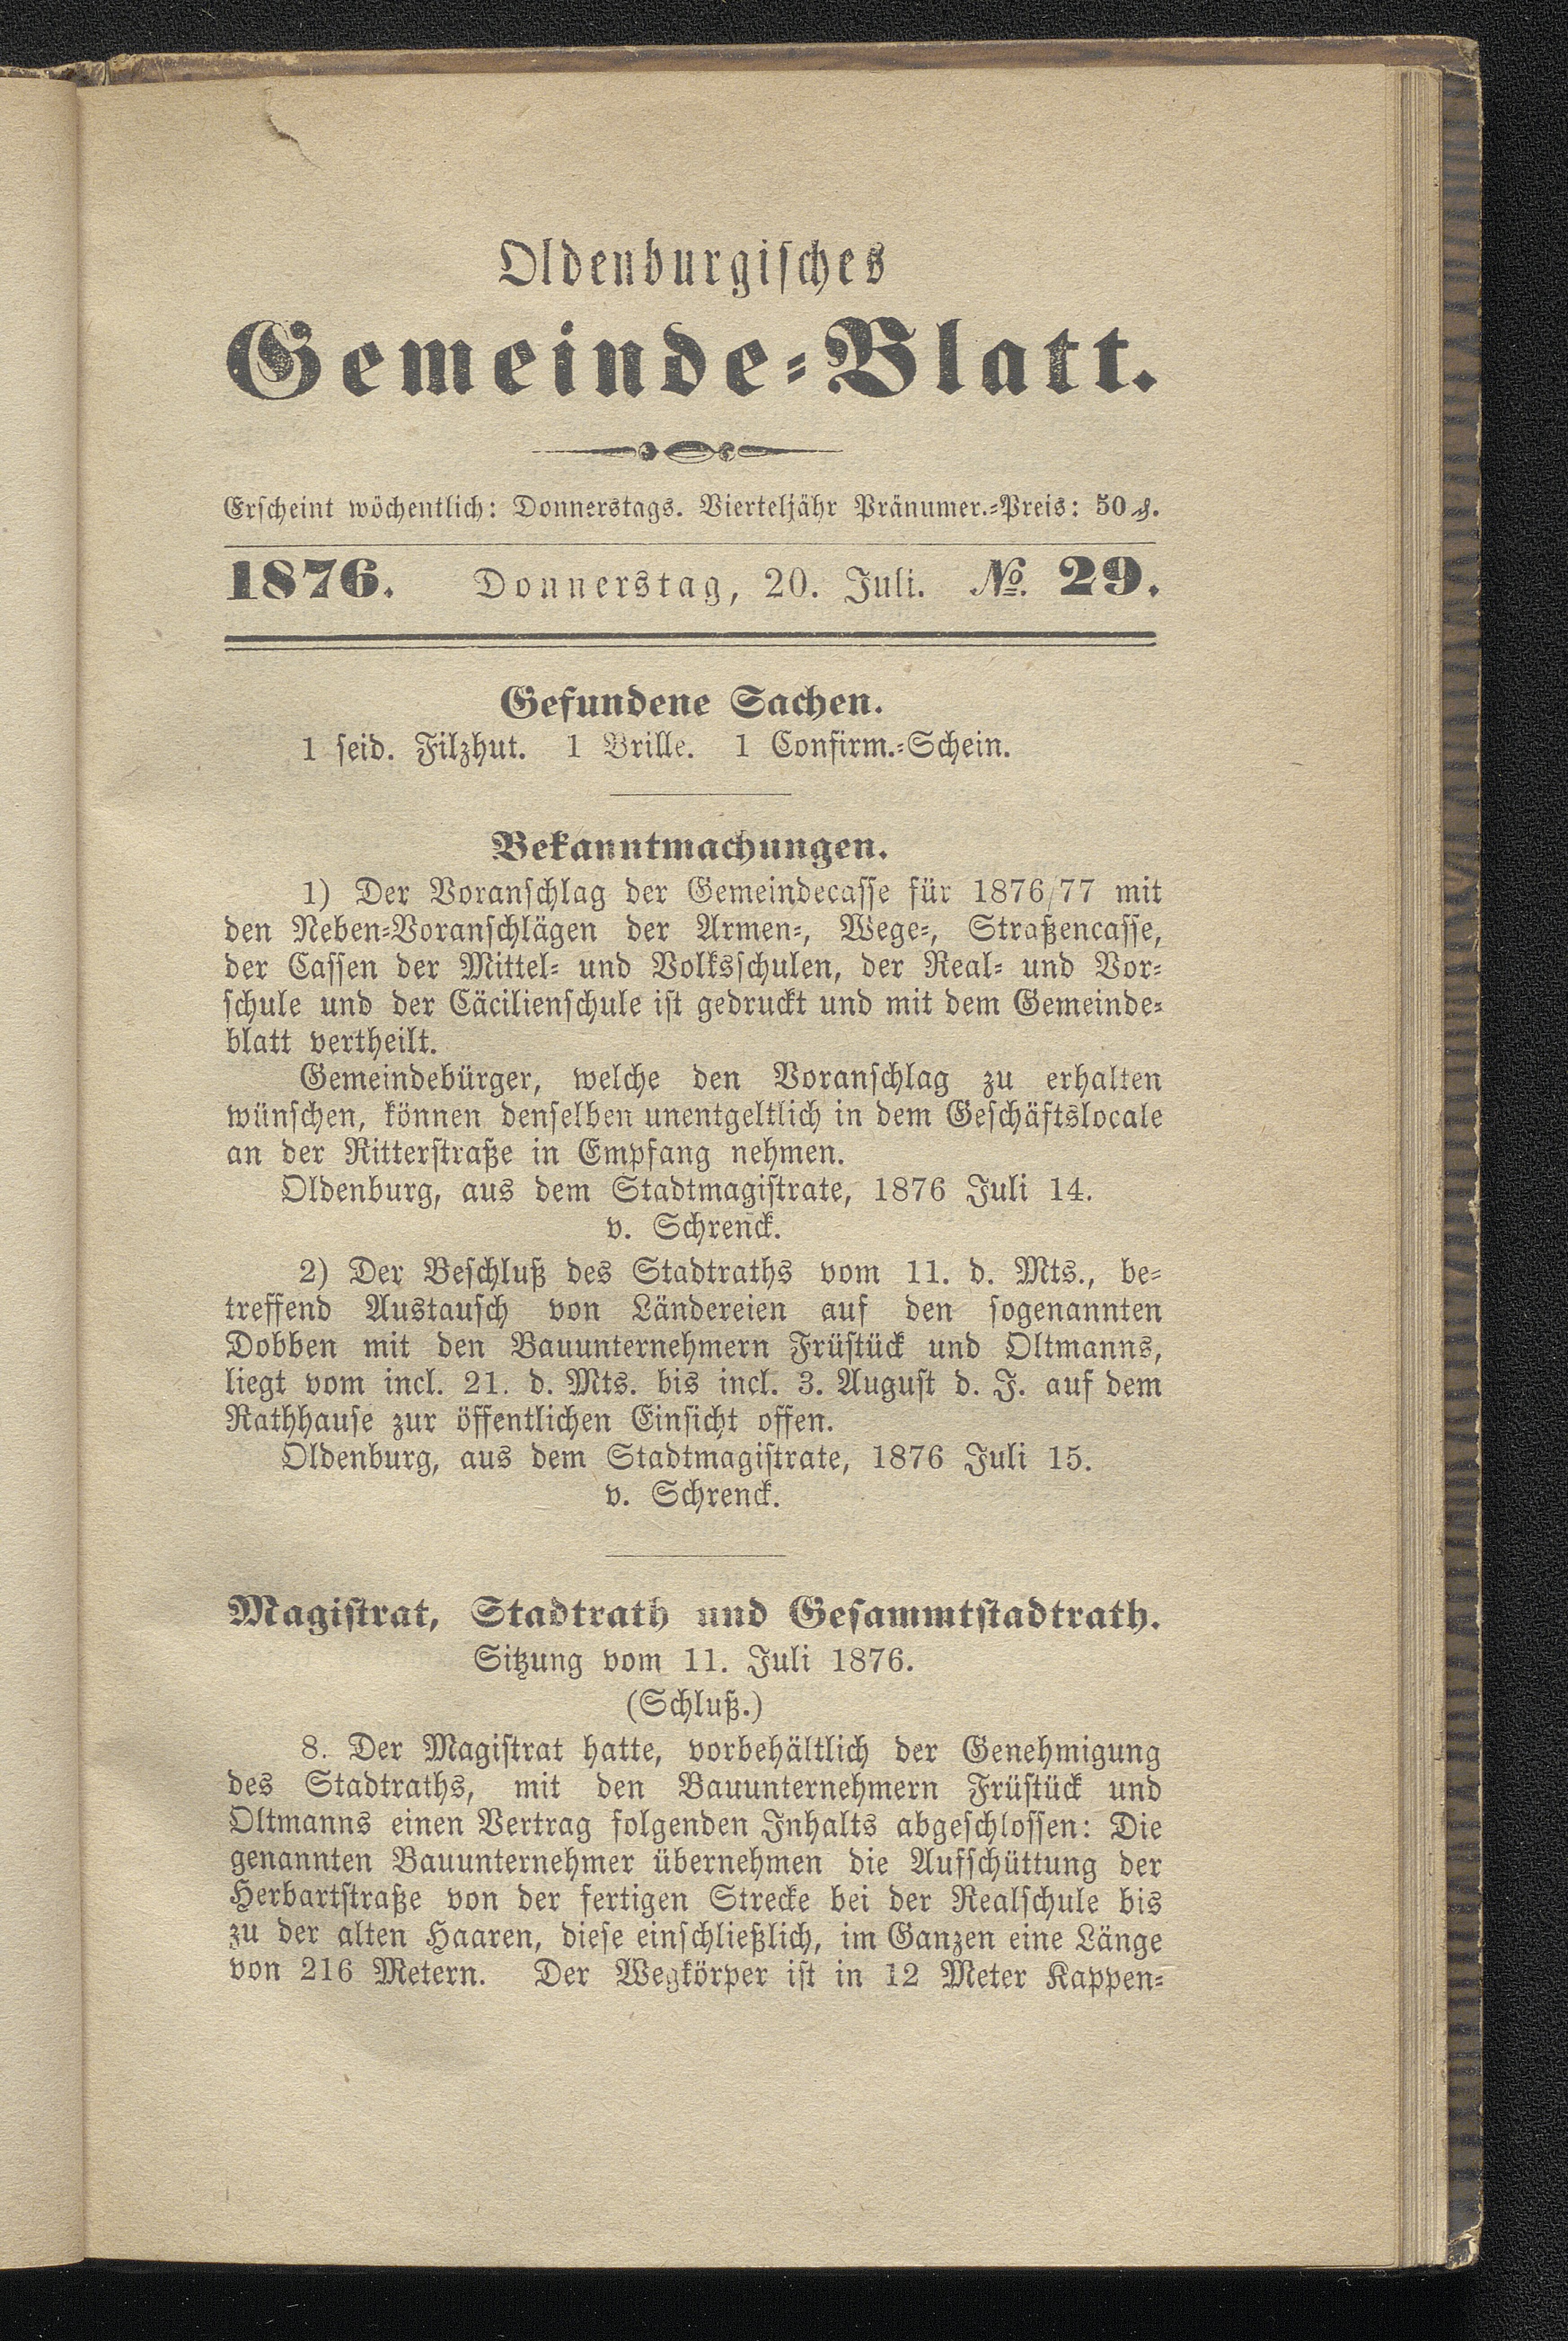 Oldenburgisches
Gemeinde-Blatt.
Erscheint wöchentlich: Donnerstags. Vierteljähr Pränumer.-Preis: 50 ₰.
1876. Donnerstag, 20. Juli. № 29.
Gefundene Sachen.
1 seid. Filzhut. 1 Brille. 1 Confirm.-Schein.
Bekanntmachungen.
1) Der Voranschlag der Gemeindecasse für 1876/77 mit
den Neben-Voranschlägen der Armen-, Wege-, Straßencasse,
der Cassen der Mittel- und Volksschulen, der Real- und Vor-
schule und der Cäcilienschule ist gedruckt und mit dem Gemeinde-
blatt vertheilt.
Gemeindebürger, welche den Voranschlag zu erhalten
wünschen, können denselben unentgeltlich in dem Geschäftslocale
an der Ritterstraße in Empfang nehmen.
Oldenburg, aus dem Stadtmagistrate, 1876 Juli 14.
v. Schrenck.
2) Der Beschluß des Stadtraths vom 11. d. Mts., be-
treffend Austausch von Ländereien auf den sogenannten
Dobben mit den Bauunternehmern Früstück und Oltmanns,
liegt vom incl. 21. d. Mts. bis incl. 3. August d. J. auf dem
Rathhause zur öffentlichen Einsicht offen.
Oldenburg, aus dem Stadtmagistrate, 1876 Juli 15.
v. Schrenck.
Magistrat, Stadtrath und Gesammtstadtrath.
Sitzung vom 11. Juli 1876.
(Schluß.)
8. Der Magistrat hatte, vorbehältlich der Genehmigung
des Stadtraths, mit den Bauunternehmern Früstück und
Oltmanns einen Vertrag folgenden Inhalts abgeschlossen: Die
genannten Bauunternehmer übernehmen die Aufschüttung der
Herbartstraße von der fertigen Strecke bei der Realschule bis
zu der alten Haaren, diese einschließlich, im Ganzen eine Länge
von 216 Metern. Der Wegkörper ist in 12 Meter Kappen-